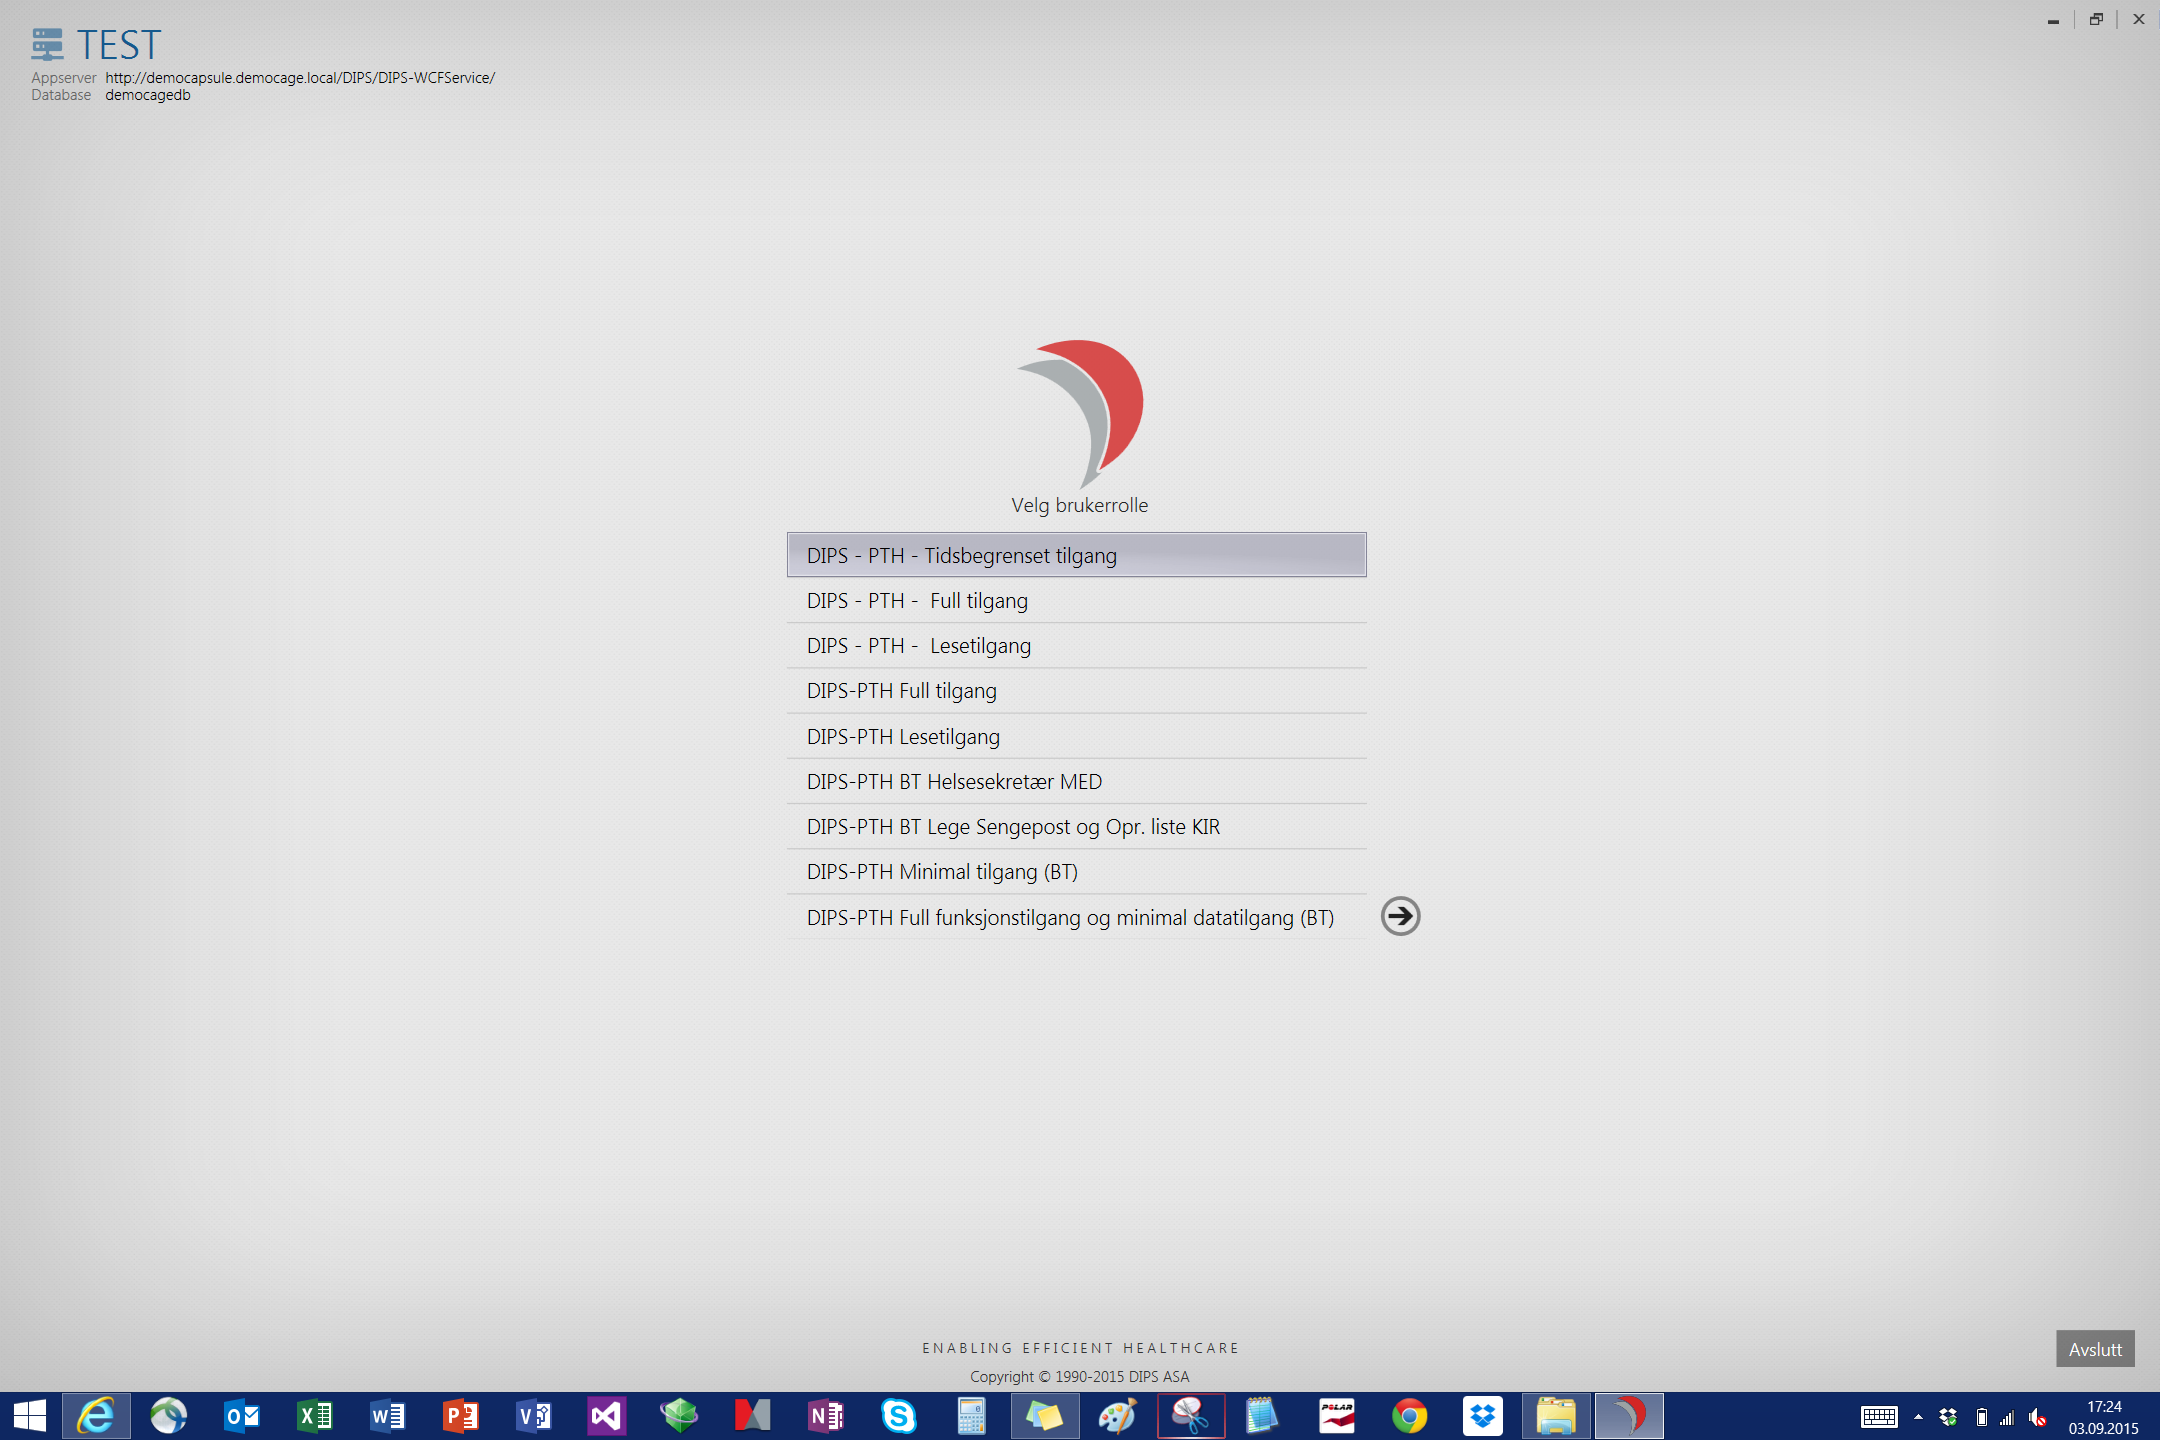 TEST
Appserver http://democapsule.democage.local/DIPS/DIPS-WCFService/
Database democagedb
Velg brukerrolle
DIPS - PTH - Tidsbegrenset tilgang
DIPS - PTH -  Full tilgang
DIPS - PTH -  Lesetilgang
DIPS-PTH Full tilgang
DIPS-PTH Lesetilgang
DIPS-PTH BT Helsesekretær MED
DIPS-PTH BT Lege Sengepost og Opr. liste KIR
DIPS-PTH Minimal tilgang (BT)
DIPS-PTH Full funksjonstilgang og minimal datatilgang (BT)
ENABLING EFFICIENT HEALTHCARE
Avslutt
Copyright © 1990-2015 DIPS ASA
POLAR
17:24
03.09.2015